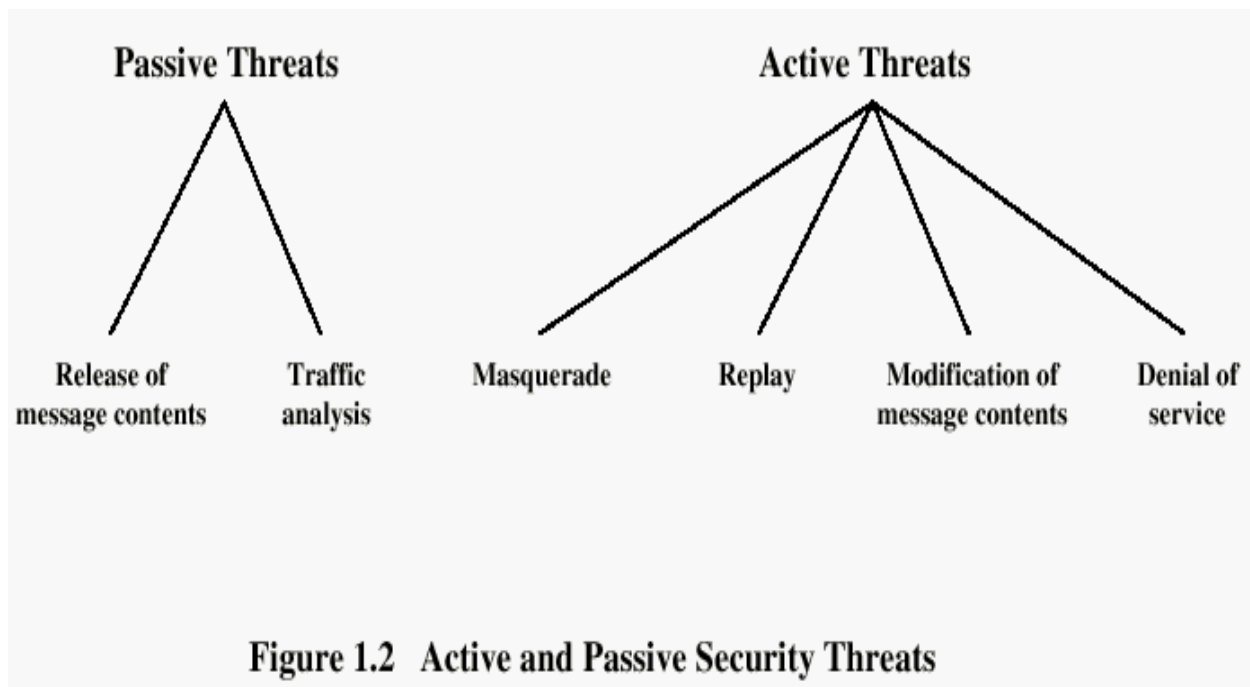 Passive Threats
Active Threats
Release of
message contents
Traffic
analysis
Masquerade
Replay
Modification of
message contents
Denial of
service
Figure 1.2 Active and Passive Security Threats